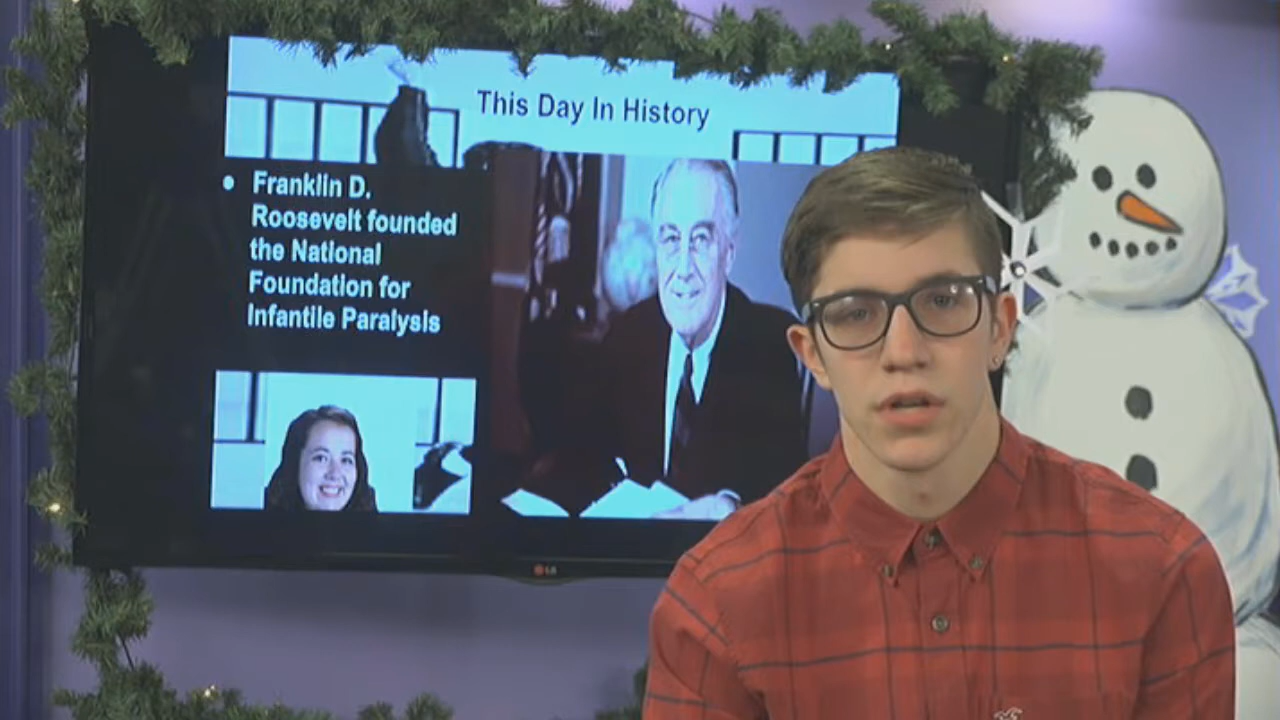 This Day In History
• Franklin D.
Roosevelt founded
the National
Foundation for
Infantile Paralysis
LG